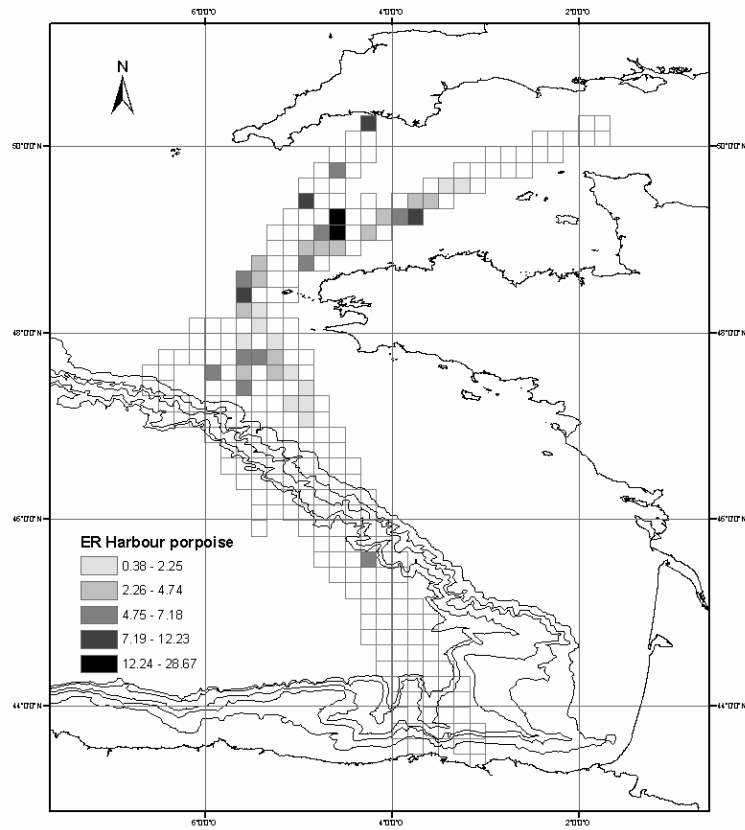 6°0'0" 4°0'0" 2°0'0"
N
50°0'0"N 50°0'0"N
48°0'0"N 48°0'0"N
46°0'0"N 46°0'0"N
ER Harbour porpoise
0.38 - 2.25
2.26 - 4.74
4.75 - 7.18
7.19 - 12.23
12.24 - 28.67
44°0'0"N 44°0'0"N
6°0'0" 4°0'0" 2°0'0"